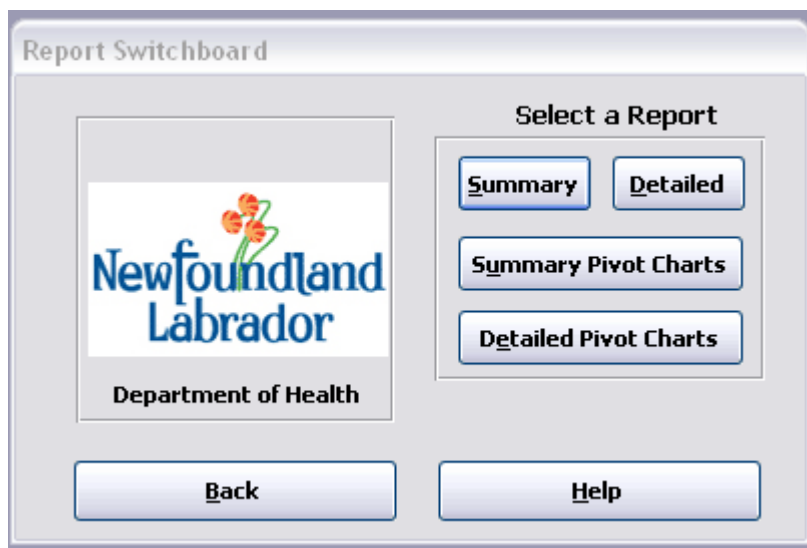 Report Switchboard
Select a Report
Summary
Detailed
Summary Pivot Charts
Detailed Pivot Charts
Newfoundland
Labrador
Department of Health
Back
Help